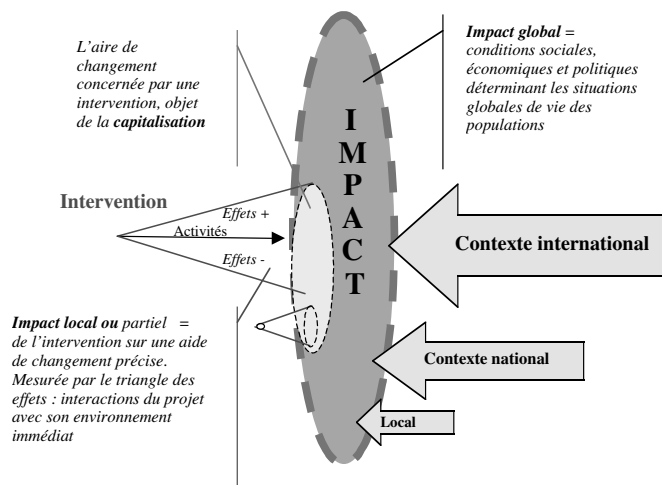 L'aire de
changement
concernée par une
intervention, objet
de la capitalisation
Impact global =
conditions sociales,
économiques et politiques
déterminant les situations
globales de vie des
populations
IMPACT
Intervention
Effets +
Activités
Effets -
Contexte international
Impact local ou partiel =
de l'intervention sur une aide
de changement précise.
Mesurée par le triangle des
effets : interactions du projet
avec son environnement
immédiat
Contexte national
Local